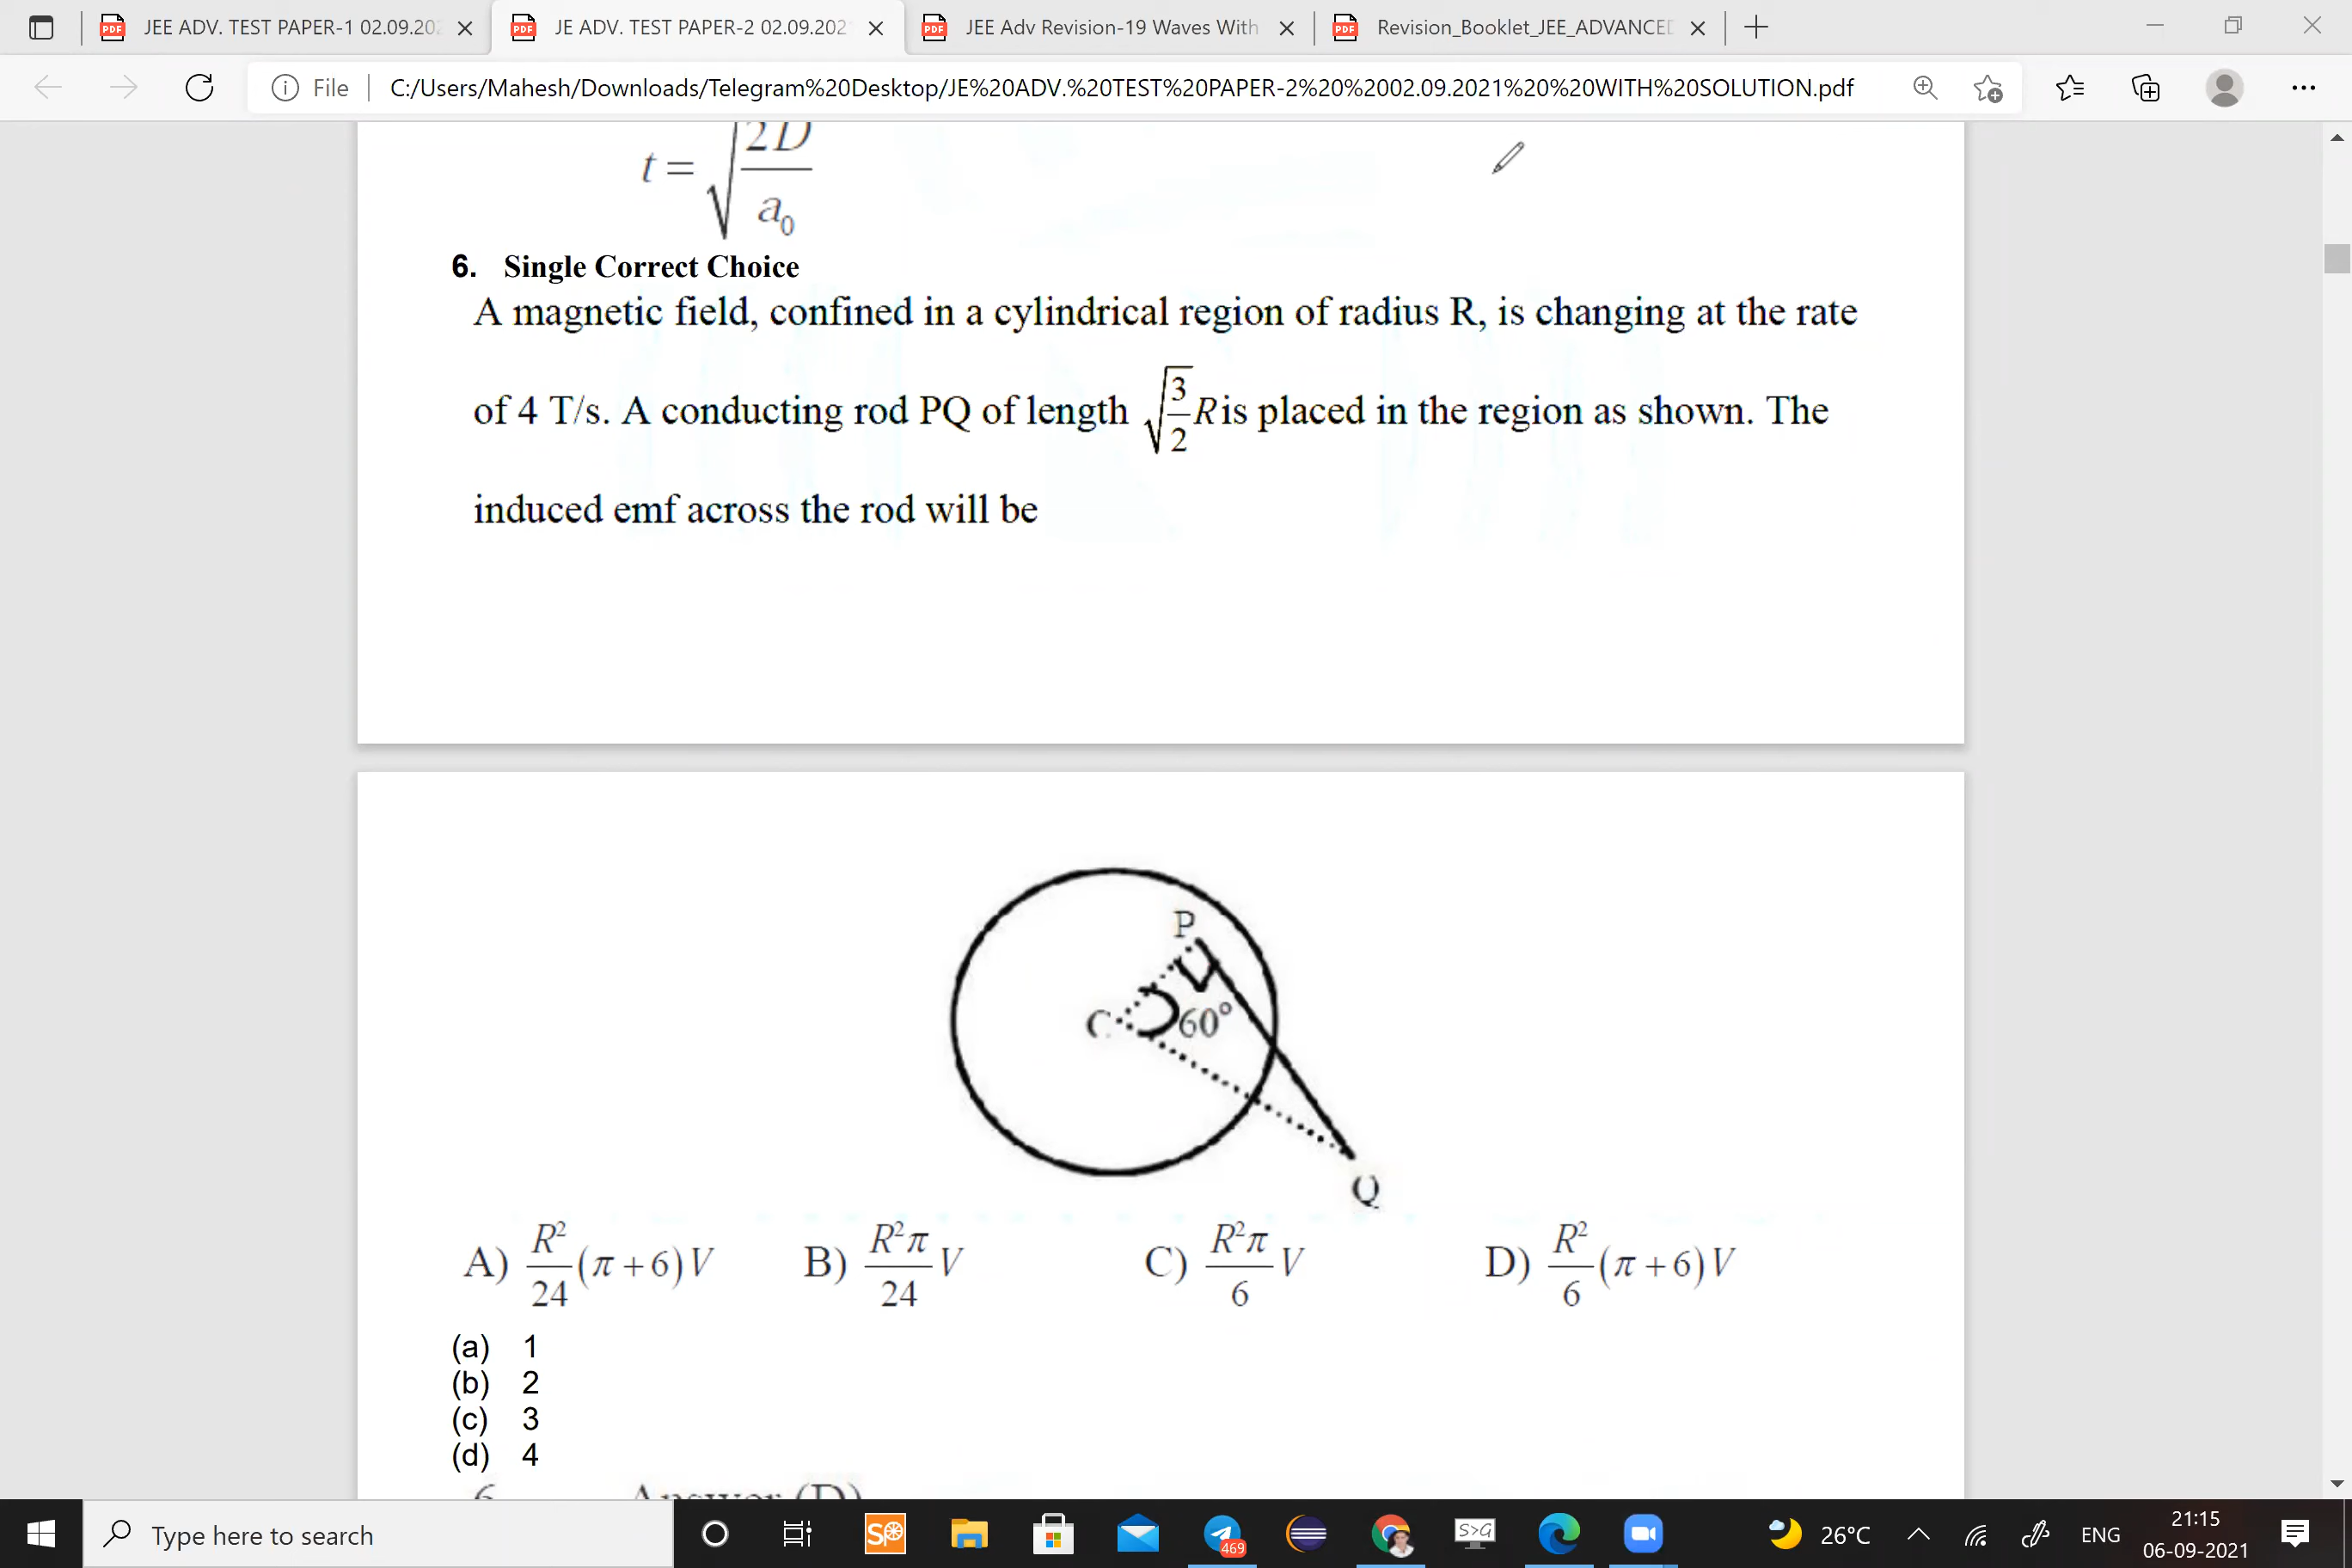 JEE ADV. TEST PAPER-1 02.09.202
JE ADV. TEST PAPER-2 02.09.202
JEE Adv Revision-19 Waves With
Revision_Booklet_JEE_ADVANCED
File
C:/Users/Mahesh/Downloads/Telegram%20Desktop/JE%20ADV.%20TEST%20PAPER-2%20%2002.09.2021%20%20WITH%20SOLUTION.pdf
t = √(2D/a₀)
6. Single Correct Choice
A magnetic field, confined in a cylindrical region of radius R, is changing at the rate
of 4 T/s. A conducting rod PQ of length √(3/2) R is placed in the region as shown. The
induced emf across the rod will be
P
C 60°
Q
A) R²/24 (π + 6) V B) R²π/24 V C) R²π/6 V D) R²/6 (π + 6) V
(a) 1
(b) 2
(c) 3
(d) 4
6 Answer (D)
Type here to search
SP
469
S>G
26°C
ENG
21:15
06-09-2021